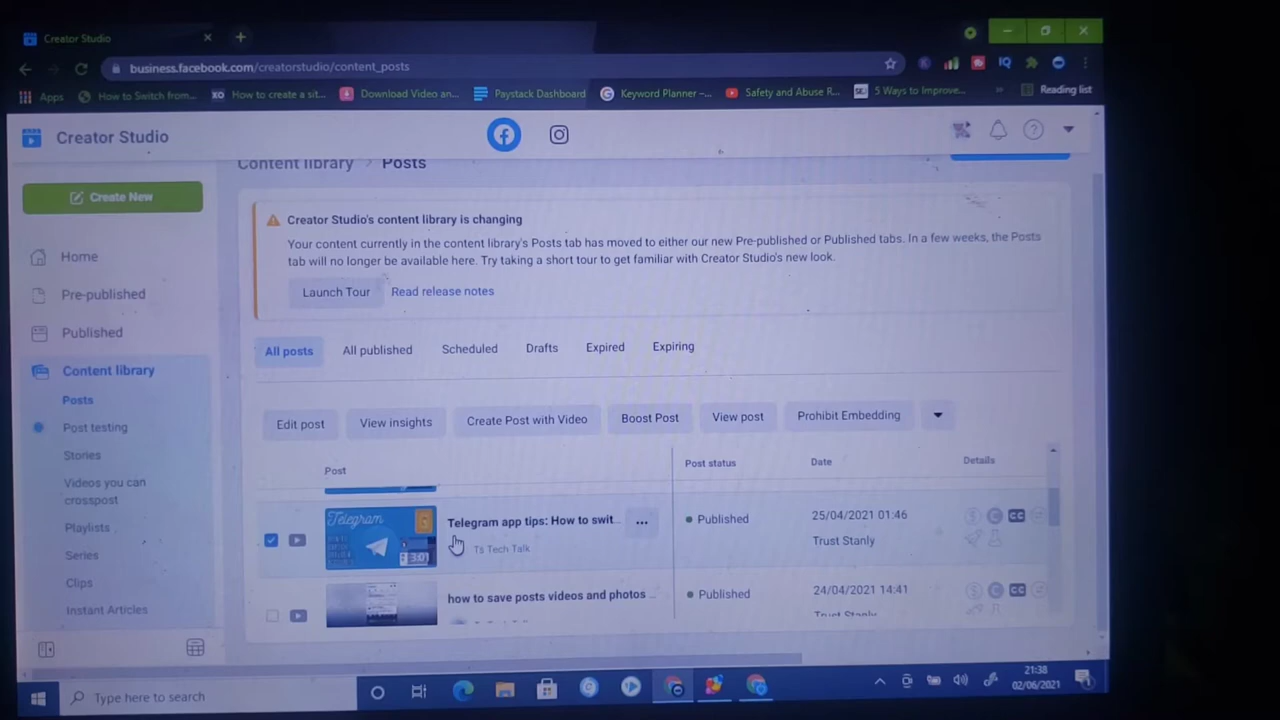 Creator Studio
business.facebook.com/creatorstudio/content_posts
Apps
How to Switch from...
XO
How to create a sit...
Download Video an...
Paystack Dashboard
Keyword Planner –...
Safety and Abuse R...
SEJ
5 Ways to Improve...
»
Reading list
Creator Studio
Content library > Posts
Create New
Creator Studio's content library is changing
Your content currently in the content library's Posts tab has moved to either our new Pre-published or Published tabs. In a few weeks, the Posts
tab will no longer be available here. Try taking a short tour to get familiar with Creator Studio's new look.
Launch Tour
Read release notes
Home
Pre-published
Published
Content library
Posts
Post testing
Stories
Videos you can
crosspost
Playlists
Series
Clips
Instant Articles
All posts
All published
Scheduled
Drafts
Expired
Expiring
Edit post
View insights
Create Post with Video
Boost Post
View post
Prohibit Embedding
Post
Post status
Date
Details
Telegram
3:01
Telegram app tips: How to swit...
Ts Tech Talk
Published
25/04/2021 01:46
Trust Stanly
CC
how to save posts videos and photos ...
Published
24/04/2021 14:41
Trust Stanly
CC
Type here to search
21:38
02/06/2021